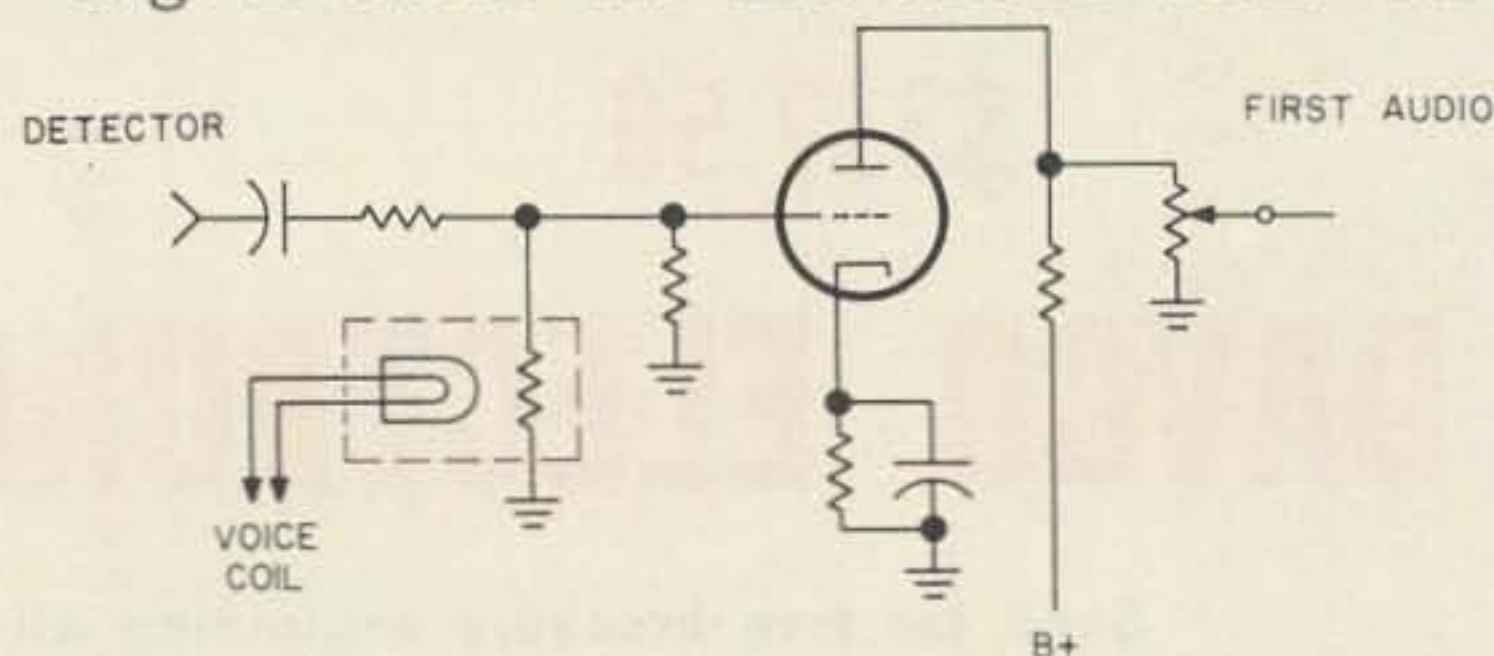 DETECTOR
FIRST AUDIO
VOICE
COIL
B+